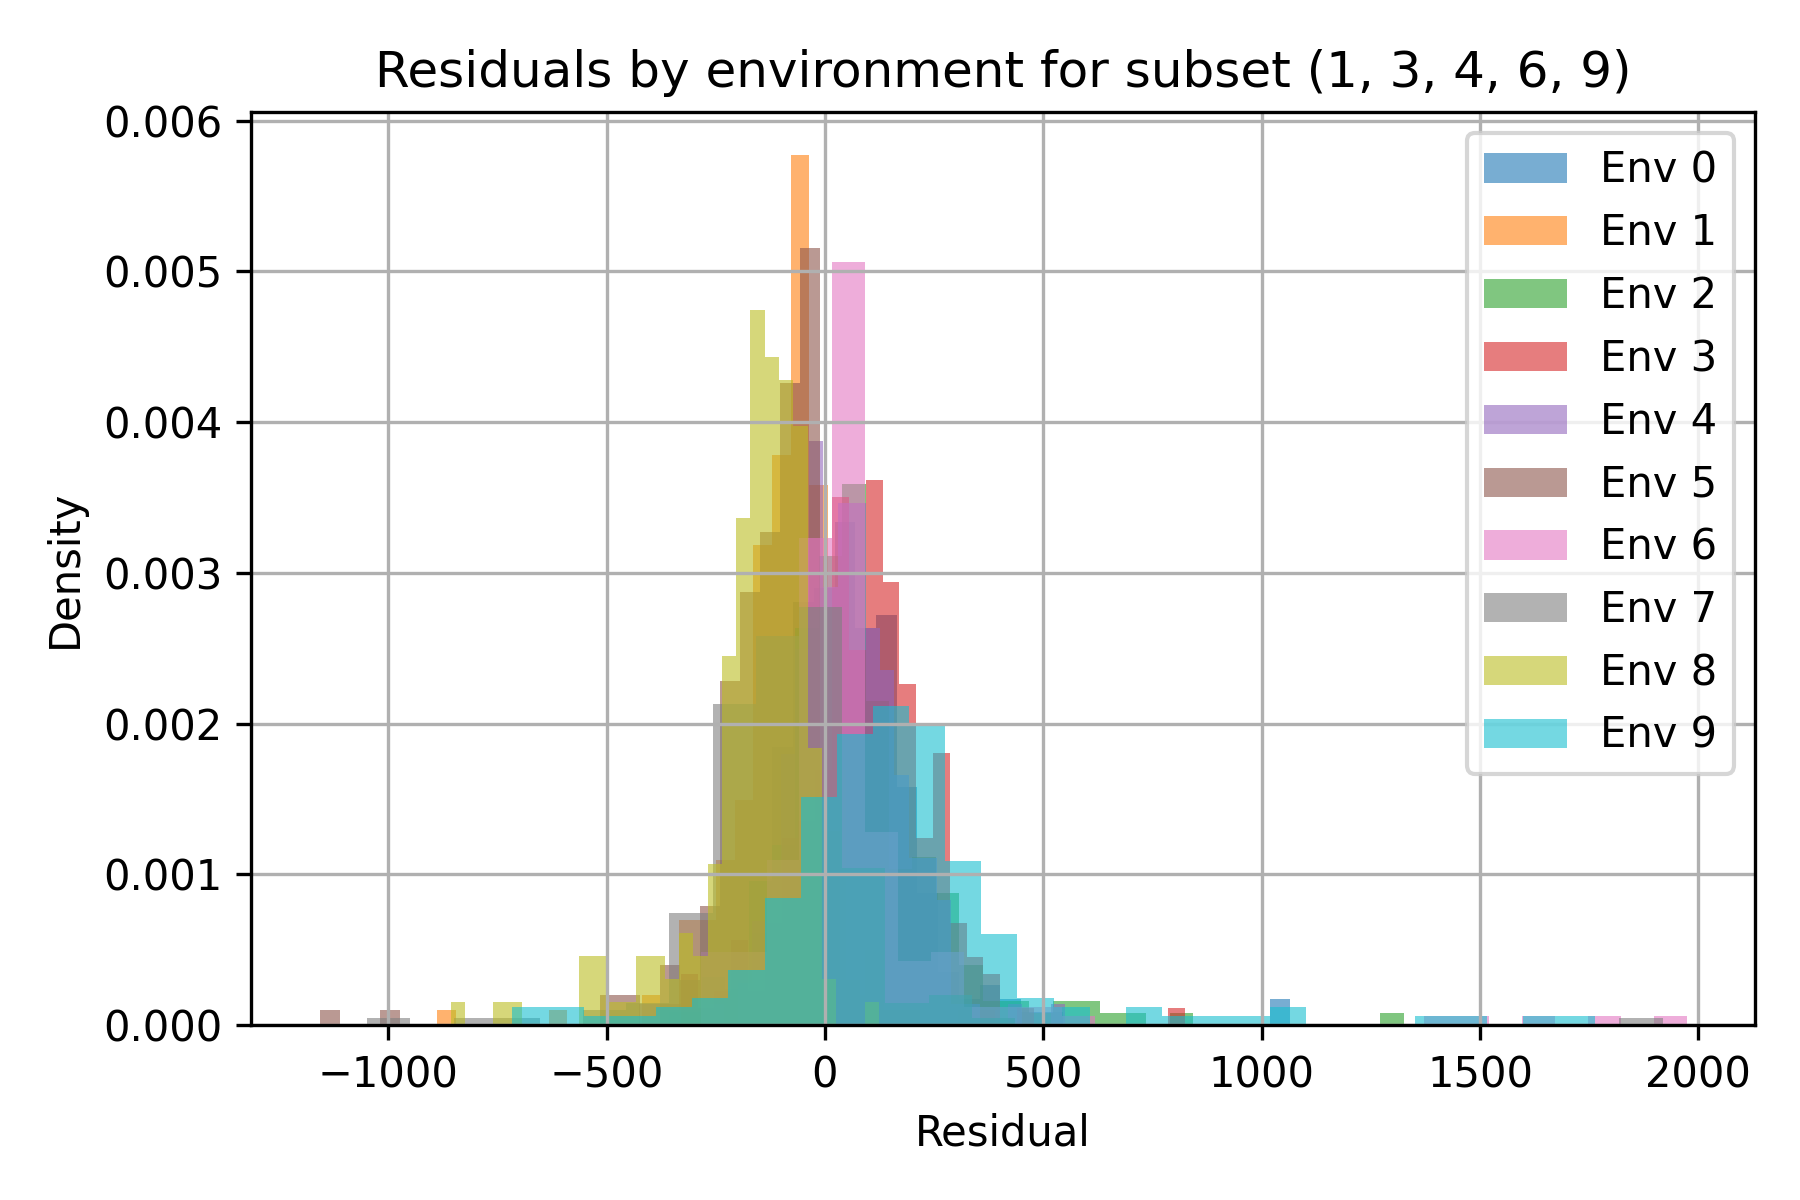 Residuals by environment for subset (1, 3, 4, 6, 9)
0.006
0.005
0.004
0.003
0.002
0.001
0.000
Density
−1000
−500
0
500
1000
1500
2000
Residual
Env 0
Env 1
Env 2
Env 3
Env 4
Env 5
Env 6
Env 7
Env 8
Env 9